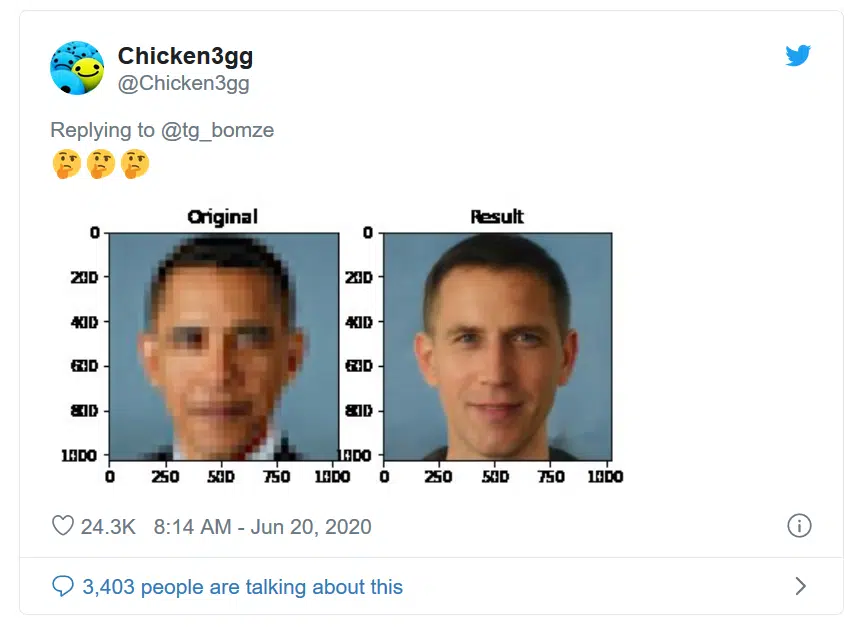 Chicken3gg
@Chicken3gg
Replying to @tg_bomze
🤔🤔🤔
Original
0
200
400
600
800
1000
0 250 500 750 1000
Result
0
200
400
600
800
1000
0 250 500 750 1000
24.3K 8:14 AM - Jun 20, 2020
3,403 people are talking about this